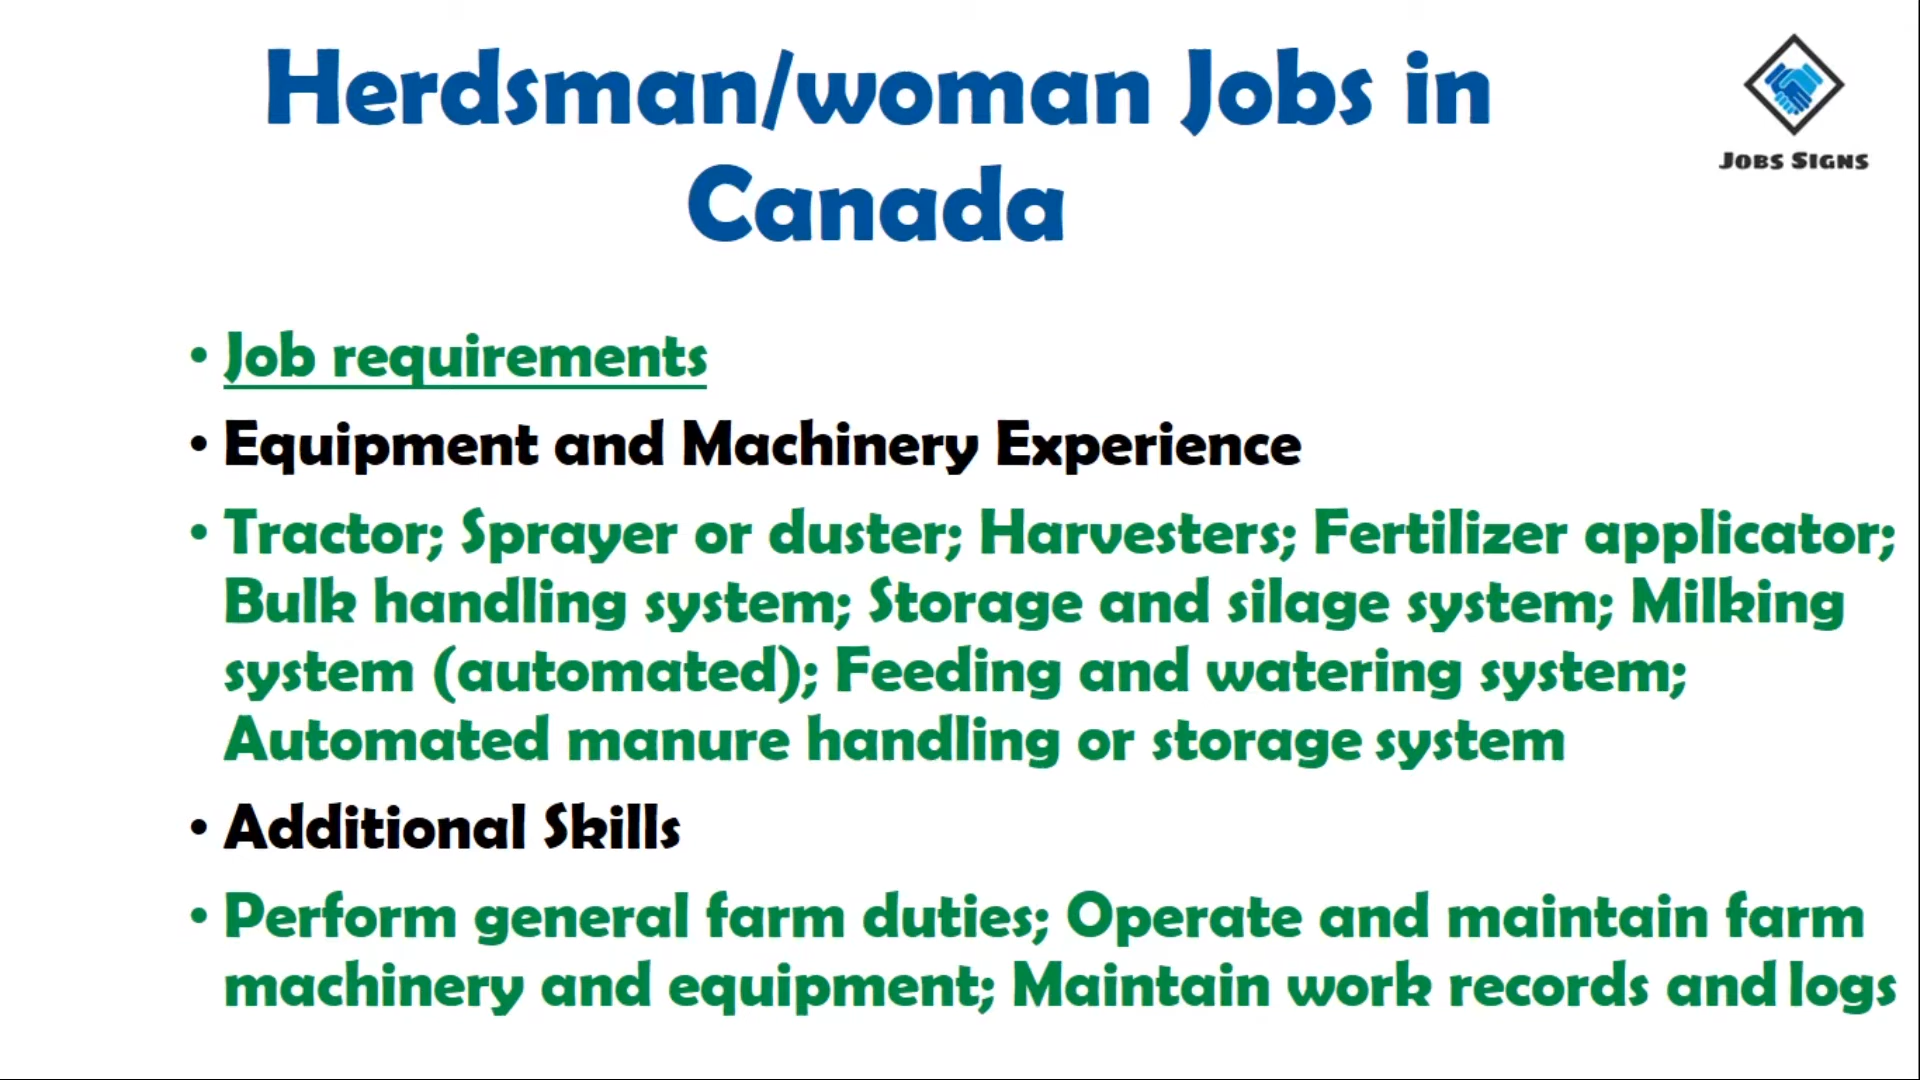 Herdsman/woman Jobs in
Canada
JOBS SIGNS
• Job requirements
• Equipment and Machinery Experience
• Tractor; Sprayer or duster; Harvesters; Fertilizer applicator;
Bulk handling system; Storage and silage system; Milking
system (automated); Feeding and watering system;
Automated manure handling or storage system
• Additional Skills
• Perform general farm duties; Operate and maintain farm
machinery and equipment; Maintain work records and logs